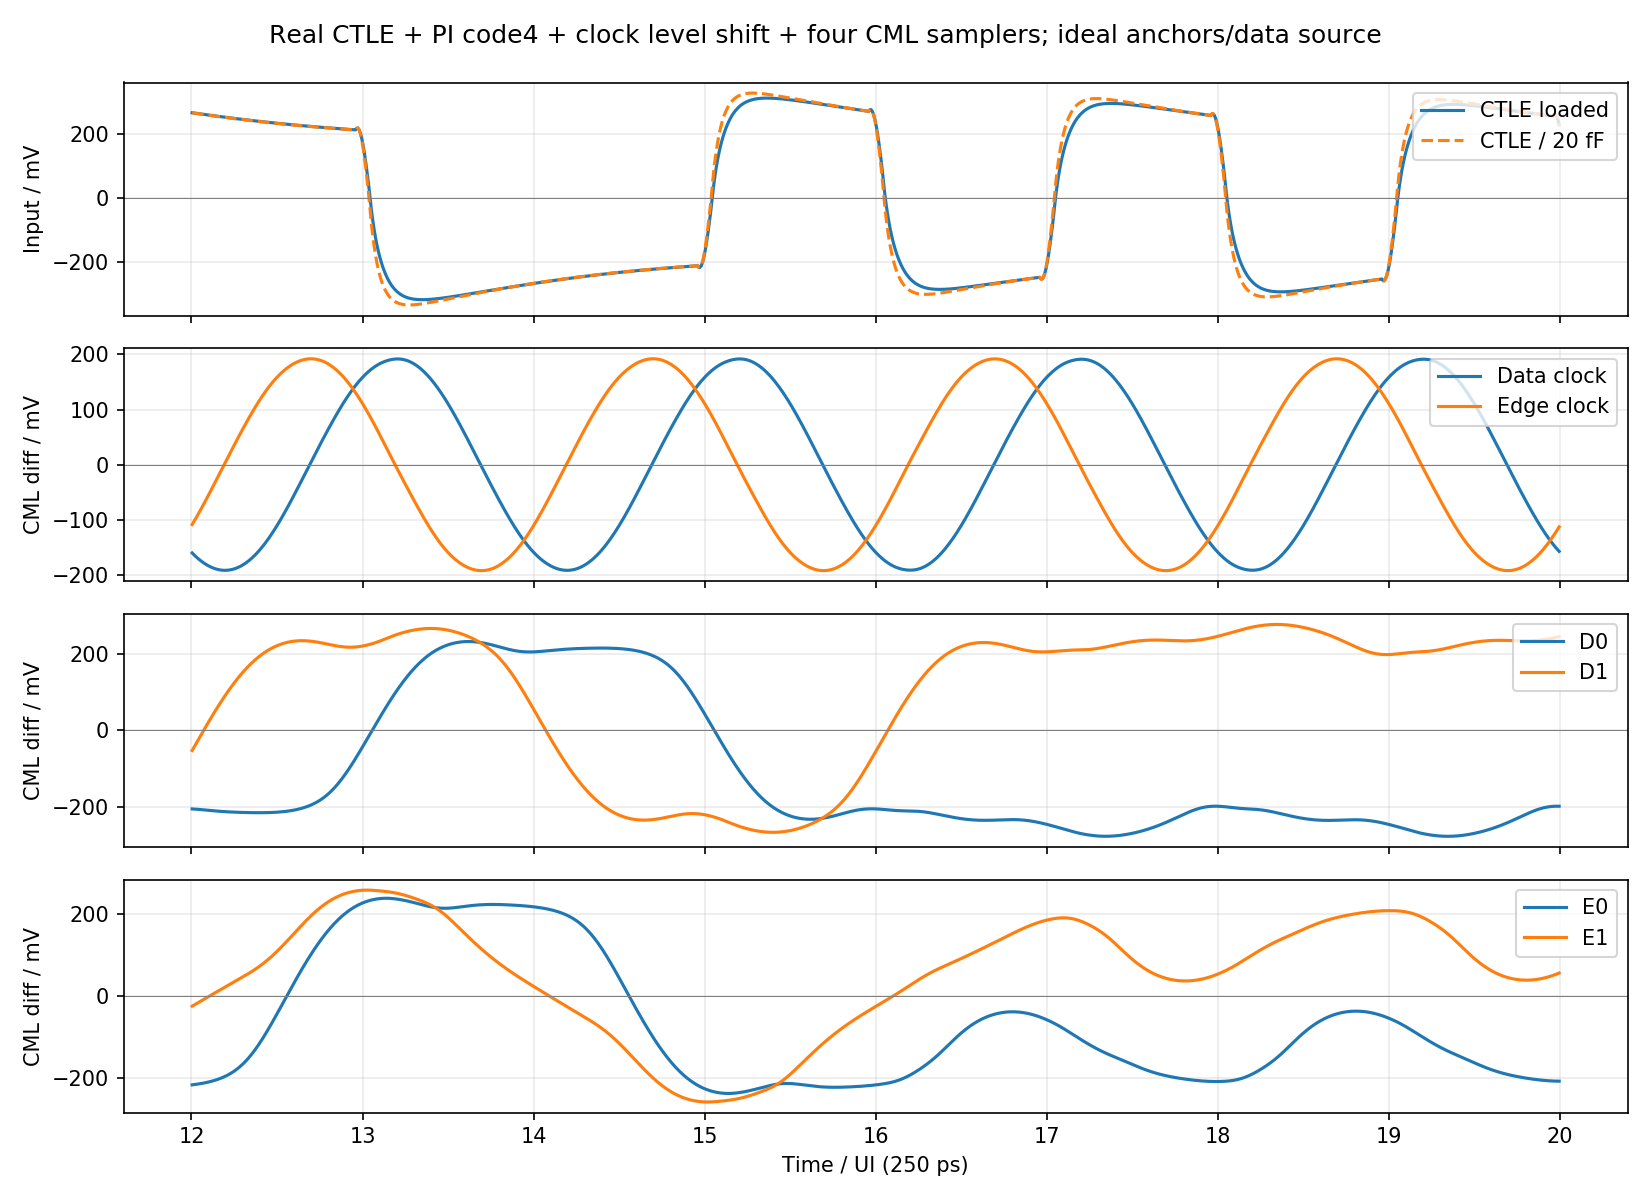 Real CTLE + PI code4 + clock level shift + four CML samplers; ideal anchors/data source
Input / mV
200
0
−200
CTLE loaded
CTLE / 20 fF
CML diff / mV
200
100
0
−100
−200
Data clock
Edge clock
CML diff / mV
200
0
−200
D0
D1
CML diff / mV
200
0
−200
E0
E1
12 13 14 15 16 17 18 19 20
Time / UI (250 ps)